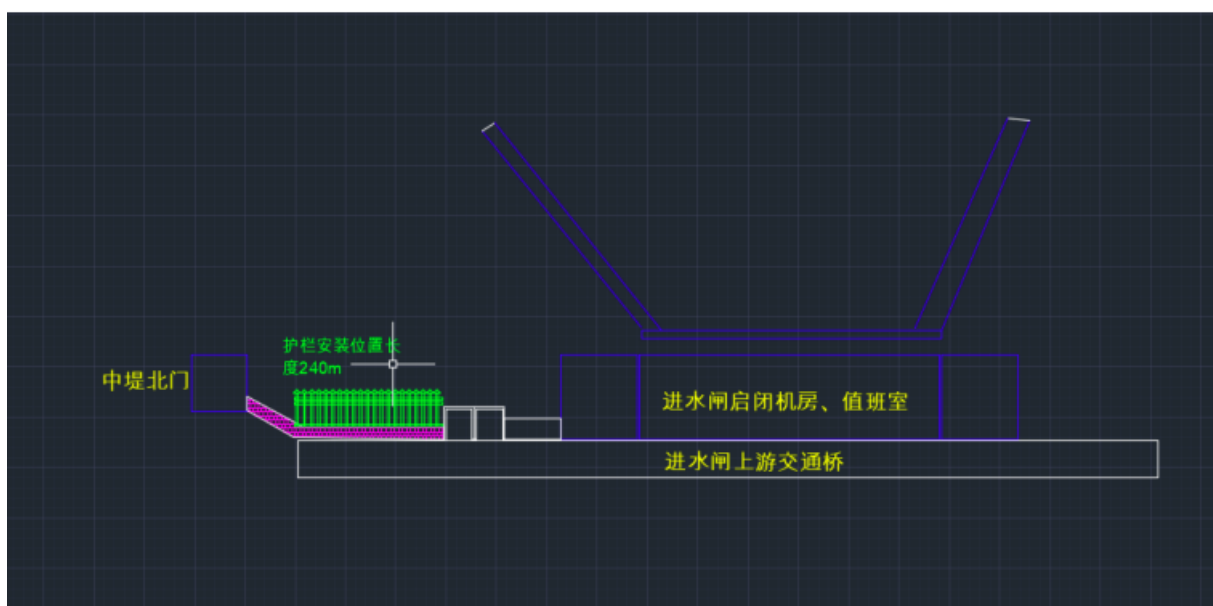 护栏安装位置长
度240m
中堤北门
进水闸启闭机房、值班室
进水闸上游交通桥